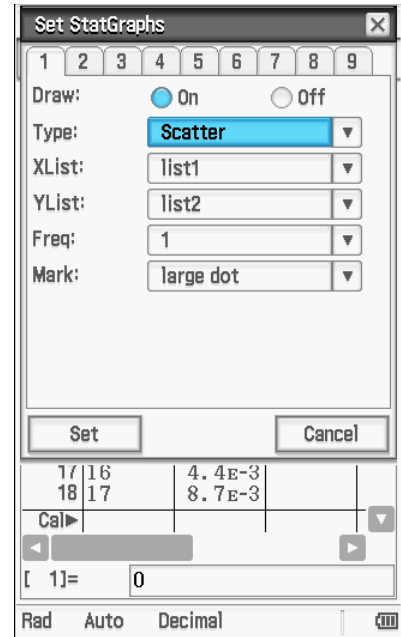 Set StatGraphs
1 2 3 4 5 6 7 8 9
Draw: On Off
Type: Scatter
XList: list1
YList: list2
Freq: 1
Mark: large dot
Set Cancel
17 16 4.4E-3
18 17 8.7E-3
Cal▶
[ 1]= 0
Rad Auto Decimal